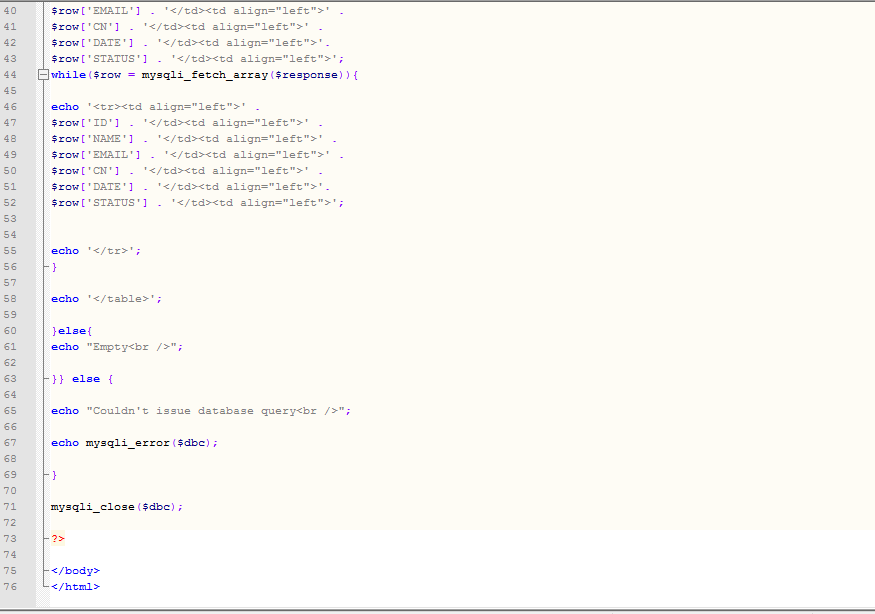 40 $row['EMAIL'] . '</td><td align="left">' .
41 $row['CN'] . '</td><td align="left">' .
42 $row['DATE'] . '</td><td align="left">'.
43 $row['STATUS'] . '</td><td align="left">';
44 while($row = mysqli_fetch_array($response)){
45
46 echo '<tr><td align="left">' .
47 $row['ID'] . '</td><td align="left">' .
48 $row['NAME'] . '</td><td align="left">' .
49 $row['EMAIL'] . '</td><td align="left">' .
50 $row['CN'] . '</td><td align="left">' .
51 $row['DATE'] . '</td><td align="left">'.
52 $row['STATUS'] . '</td><td align="left">';
53
54
55 echo '</tr>';
56 }
57
58 echo '</table>';
59
60 }else{
61 echo "Empty<br />";
62
63 }} else {
64
65 echo "Couldn't issue database query<br />";
66
67 echo mysqli_error($dbc);
68
69 }
70
71 mysqli_close($dbc);
72
73 ?>
74
75 </body>
76 </html>